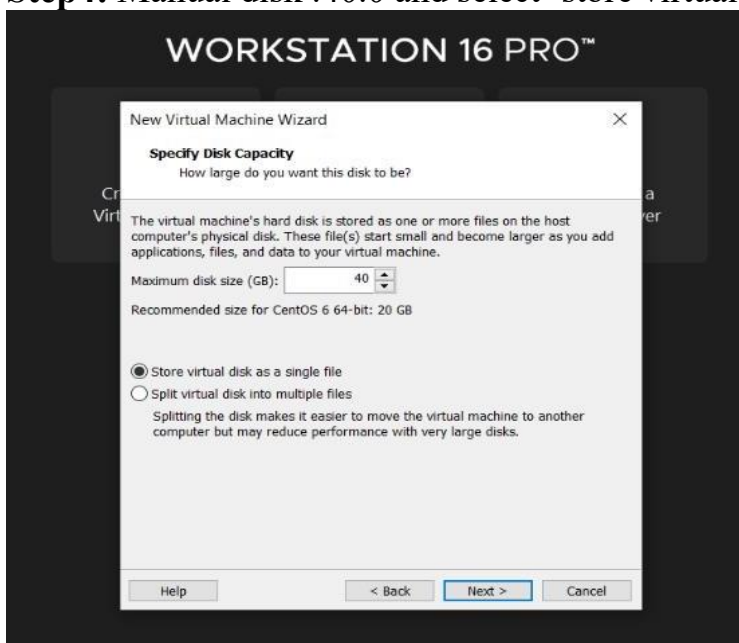 WORKSTATION 16 PRO™
New Virtual Machine Wizard
Specify Disk Capacity
How large do you want this disk to be?
Cr
a
Virt
ver
The virtual machine's hard disk is stored as one or more files on the host
computer's physical disk. These file(s) start small and become larger as you add
applications, files, and data to your virtual machine.
Maximum disk size (GB): 40
Recommended size for CentOS 6 64-bit: 20 GB
Store virtual disk as a single file
Split virtual disk into multiple files
Splitting the disk makes it easier to move the virtual machine to another
computer but may reduce performance with very large disks.
Help < Back Next > Cancel